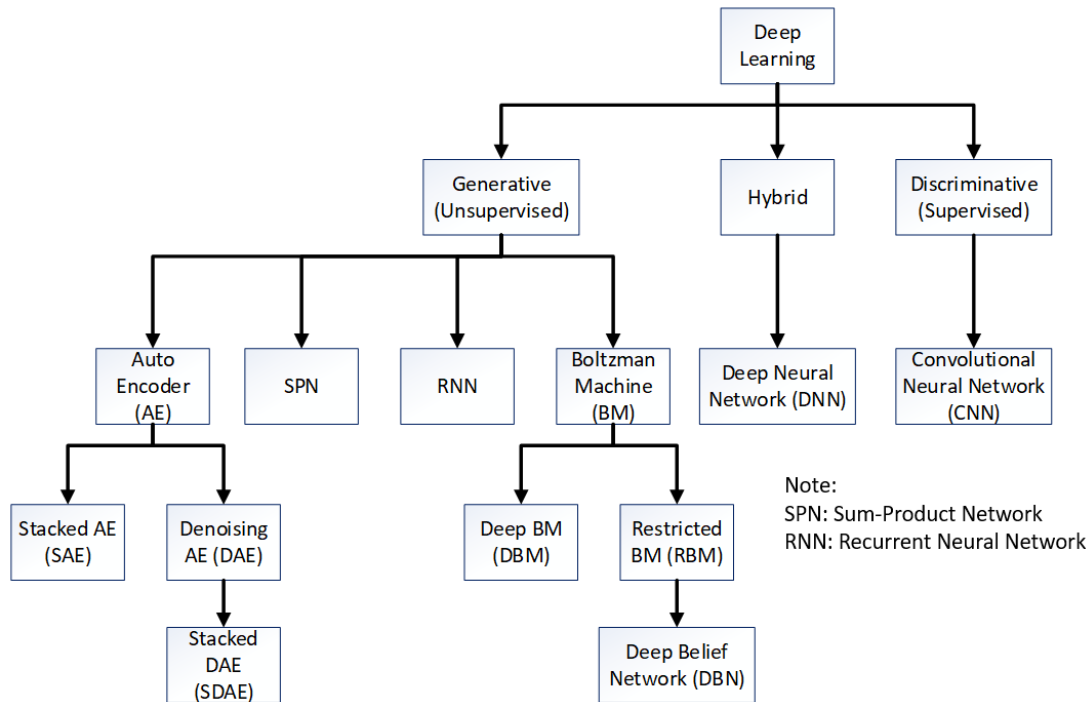 Deep
Learning
Generative
(Unsupervised)
Hybrid
Discriminative
(Supervised)
Auto
Encoder
(AE)
SPN
RNN
Boltzman
Machine
(BM)
Deep Neural
Network (DNN)
Convolutional
Neural Network
(CNN)
Stacked AE
(SAE)
Denoising
AE (DAE)
Deep BM
(DBM)
Restricted
BM (RBM)
Note:
SPN: Sum-Product Network
RNN: Recurrent Neural Network
Stacked
DAE
(SDAE)
Deep Belief
Network (DBN)